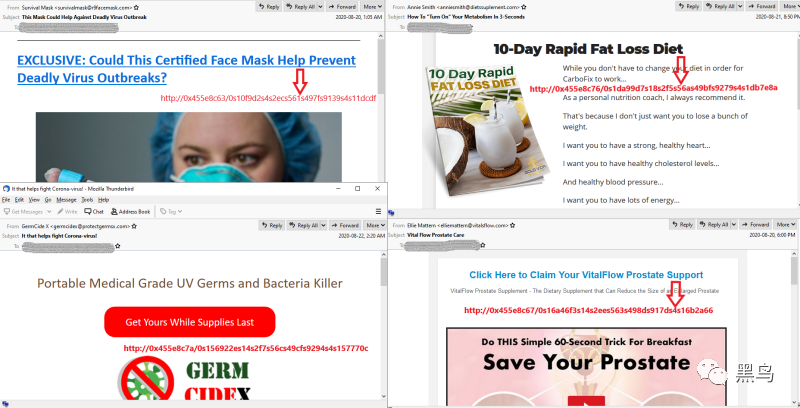 From Survival Mask <survivalmask@r9facemask.com>
Reply Reply All Forward More
Subject This Mask Could Help Against Deadly Virus Outbreak
2020-08-20, 1:05 AM
To
EXCLUSIVE: Could This Certified Face Mask Help Prevent
Deadly Virus Outbreaks?
http://0x455e8c63/0s10f9d2s4s2ecs561s497fs9139s4s11dcdf
From Annie Smith <anniesmith@dietssuplement.com>
Reply Reply All Forward More
Subject How To "Turn On" Your Metabolism In 3-Seconds
2020-08-21, 8:50 PM
To
10-Day Rapid Fat Loss Diet
10 Day Rapid
FAT LOSS DIET
While you don't have to change your diet in order for
CarboFix to work...
http://0x455e8c76/0s1da99d7s18s2f5s56as49bfs9279s4s1db7e8a
As a personal nutrition coach, I always recommend it.
That's because I don't just want you to lose a bunch of
weight.
I want you to have a strong, healthy heart...
I want you to have healthy cholesterol levels...
And healthy blood pressure...
I want you to have lots of energy...
It that helps fight Corona-virus! - Mozilla Thunderbird
File Edit View Go Message Tools Help
Get Messages Write Chat Address Book Tag
From GermCide X <germcidex@protectgermsx.com>
Reply Reply All Forward More
Subject It that helps fight Corona-virus!
2020-08-22, 2:20 AM
To
Portable Medical Grade UV Germs and Bacteria Killer
Get Yours While Supplies Last
http://0x455e8c7a/0s156922es14s2f7s56cs49cfs9294s4s157770c
GERM
CIDEX
From Ellie Mattern <elliemattern@vitalsflow.com>
Reply Reply All Forward More
Subject Vital Flow Prostate Care
2020-08-20, 6:00 PM
To
Click Here to Claim Your VitalFlow Prostate Support
VitalFlow Prostate Supplement - The Dietary Supplement that Can Reduce the Size of an Enlarged Prostate
http://0x455e8c67/0s16a46f3s14s2ees563s498ds917ds4s16b2a66
Do THIS Simple 60-Second Trick For Breakfast
Save Your Prostate
黑鸟